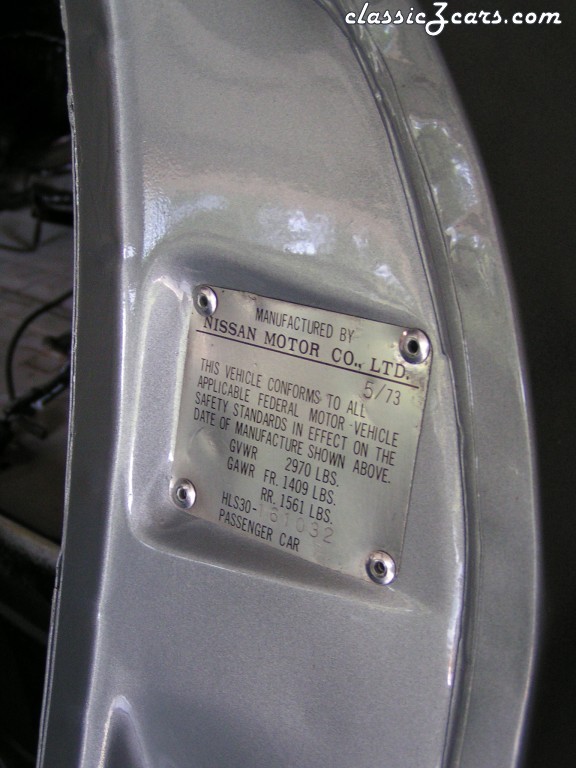 classicZcars.com
MANUFACTURED BY
NISSAN MOTOR CO., LTD.
5/73
THIS VEHICLE CONFORMS TO ALL
APPLICABLE FEDERAL MOTOR VEHICLE
SAFETY STANDARDS IN EFFECT ON THE
DATE OF MANUFACTURE SHOWN ABOVE.
GVWR 2970 LBS.
GAWR FR. 1409 LBS.
RR. 1561 LBS.
HLS30-161032
PASSENGER CAR